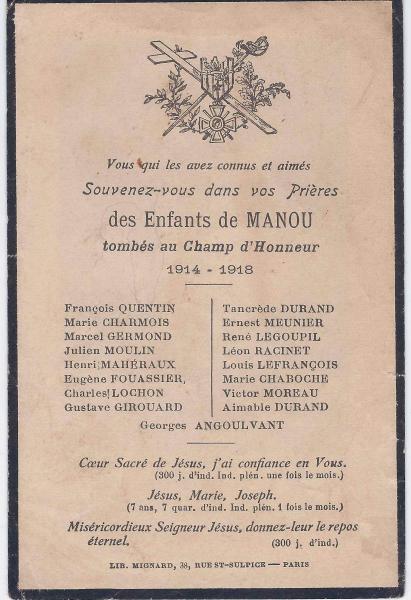 Vous qui les avez connus et aimés
Souvenez-vous dans vos Prières
des Enfants de MANOU
tombés au Champ d'Honneur
1914 - 1918
François QUENTIN
Marie CHARMOIS
Marcel GERMOND
Julien MOULIN
Henri MAHÉRAUX
Eugène FOUASSIER,
Charles LOCHON
Gustave GIROUARD
Tancrède DURAND
Ernest MEUNIER
René LEGOUPIL
Léon RACINET
Louis LEFRANÇOIS
Marie CHABOCHE
Victor MOREAU
Aimable DURAND
Georges ANGOULVANT
Cœur Sacré de Jésus, j'ai confiance en Vous.
(300 j. d'ind. Ind. plén. une fois le mois.)
Jésus, Marie, Joseph.
(7 ans, 7 quar. d'ind. Ind. plén. 1 fois le mois.)
Miséricordieux Seigneur Jésus, donnez-leur le repos
éternel. (300 j. d'ind.)
LIB. MIGNARD, 38, RUE ST-SULPICE — PARIS